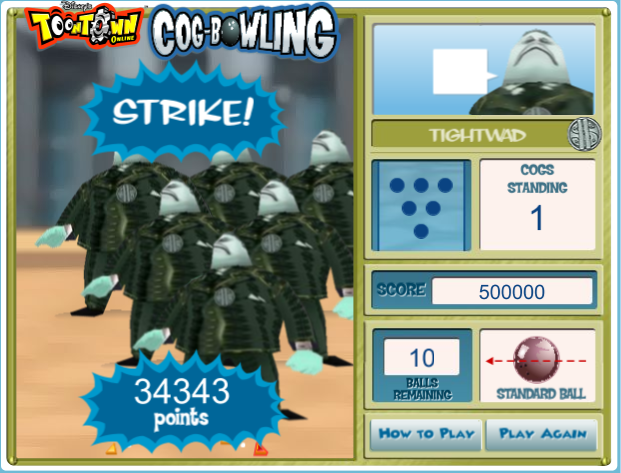 Disney's
TOONTOWN
ONLINE
COG-BOWLING
STRIKE!
34343
points
TIGHTWAD
COGS
STANDING
1
SCORE 500000
10
BALLS
REMAINING
STANDARD BALL
HOW TO PLAY PLAY AGAIN